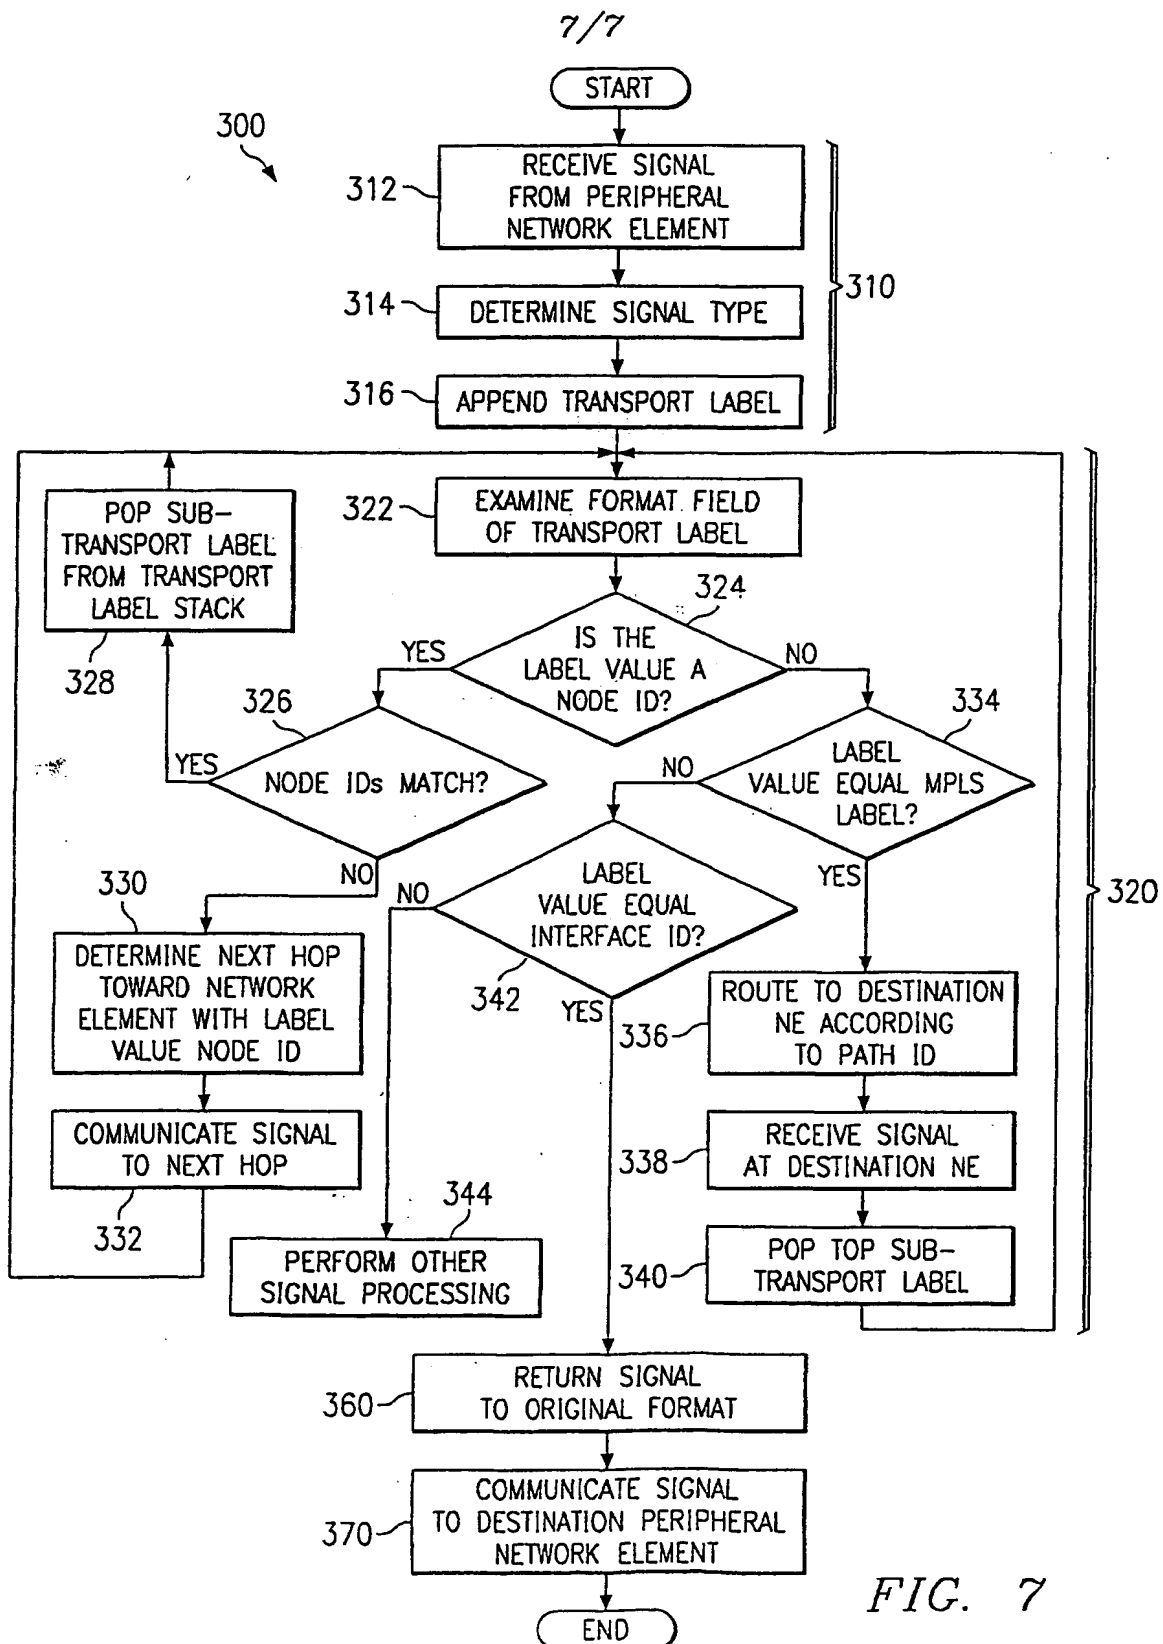 7/7
START
300
RECEIVE SIGNAL
FROM PERIPHERAL
NETWORK ELEMENT
312
310
DETERMINE SIGNAL TYPE
314
APPEND TRANSPORT LABEL
316
POP SUB-
TRANSPORT LABEL
FROM TRANSPORT
LABEL STACK
328
EXAMINE FORMAT FIELD
OF TRANSPORT LABEL
322
324
IS THE
LABEL VALUE A
NODE ID?
YES
NO
326
NODE IDs MATCH?
YES
NO
334
LABEL
VALUE EQUAL MPLS
LABEL?
NO
YES
320
330
DETERMINE NEXT HOP
TOWARD NETWORK
ELEMENT WITH LABEL
VALUE NODE ID
LABEL
VALUE EQUAL
INTERFACE ID?
NO
342
YES
ROUTE TO DESTINATION
NE ACCORDING
TO PATH ID
336
COMMUNICATE SIGNAL
TO NEXT HOP
332
RECEIVE SIGNAL
AT DESTINATION NE
338
344
PERFORM OTHER
SIGNAL PROCESSING
POP TOP SUB-
TRANSPORT LABEL
340
RETURN SIGNAL
TO ORIGINAL FORMAT
360
COMMUNICATE SIGNAL
TO DESTINATION PERIPHERAL
NETWORK ELEMENT
370
END
FIG. 7